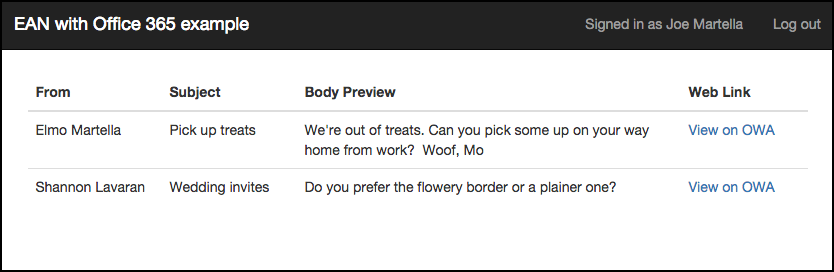 EAN with Office 365 example Signed in as Joe Martella Log out
From Subject Body Preview Web Link
Elmo Martella Pick up treats We're out of treats. Can you pick some up on your way View on OWA
home from work?  Woof, Mo
Shannon Lavaran Wedding invites Do you prefer the flowery border or a plainer one? View on OWA